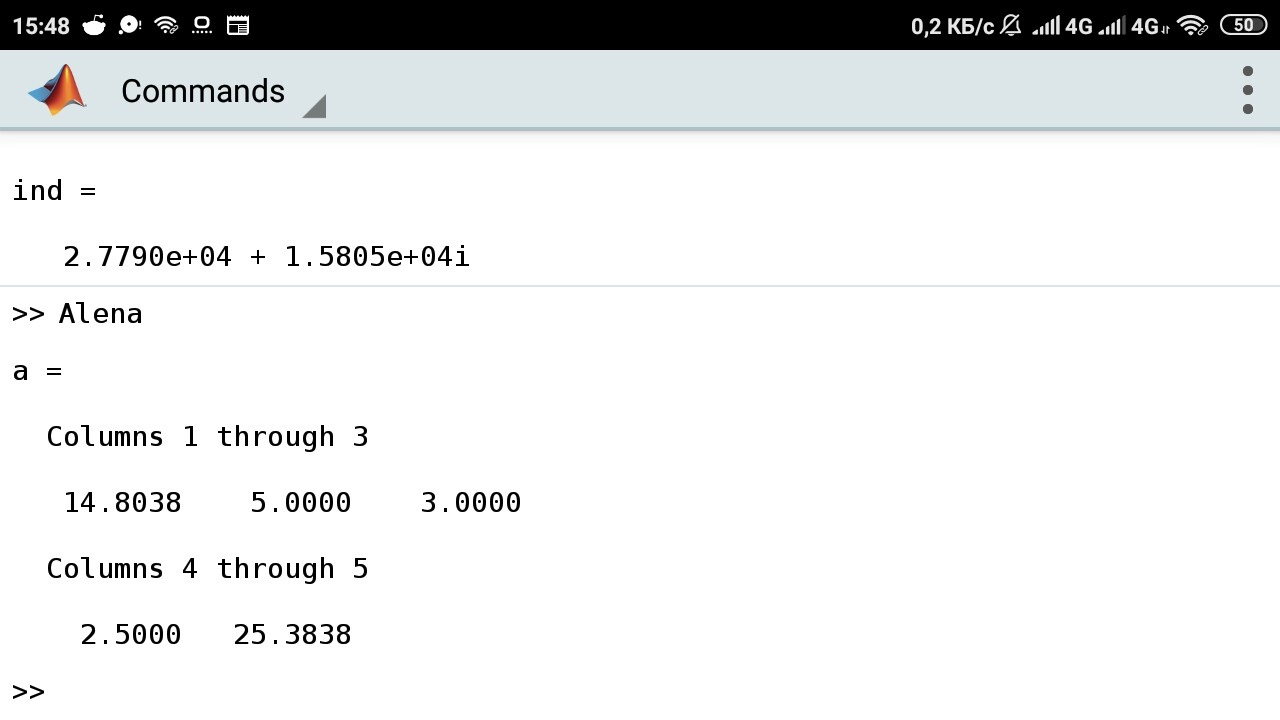 15:48 0,2 КБ/с 4G 4G 50
Commands
ind =
2.7790e+04 + 1.5805e+04i
>> Alena
a =
Columns 1 through 3
14.8038 5.0000 3.0000
Columns 4 through 5
2.5000 25.3838
>>